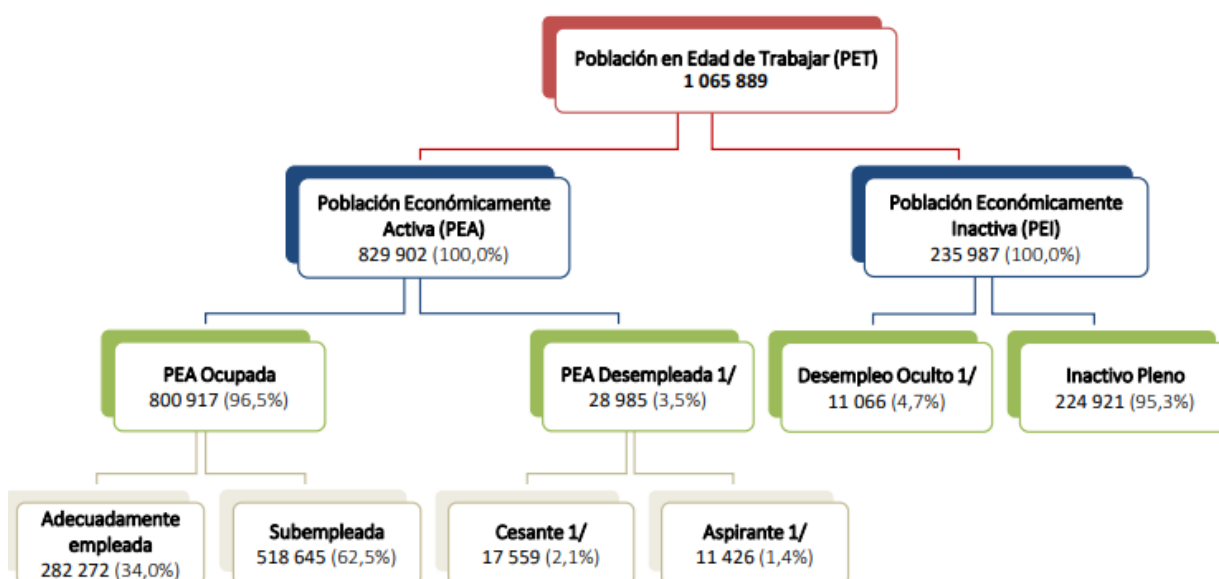 Población en Edad de Trabajar (PET)
1 065 889
Población Económicamente
Activa (PEA)
829 902 (100,0%)
Población Económicamente
Inactiva (PEI)
235 987 (100,0%)
PEA Ocupada
800 917 (96,5%)
PEA Desempleada 1/
28 985 (3,5%)
Desempleo Oculto 1/
11 066 (4,7%)
Inactivo Pleno
224 921 (95,3%)
Adecuadamente
empleada
282 272 (34,0%)
Subempleada
518 645 (62,5%)
Cesante 1/
17 559 (2,1%)
Aspirante 1/
11 426 (1,4%)